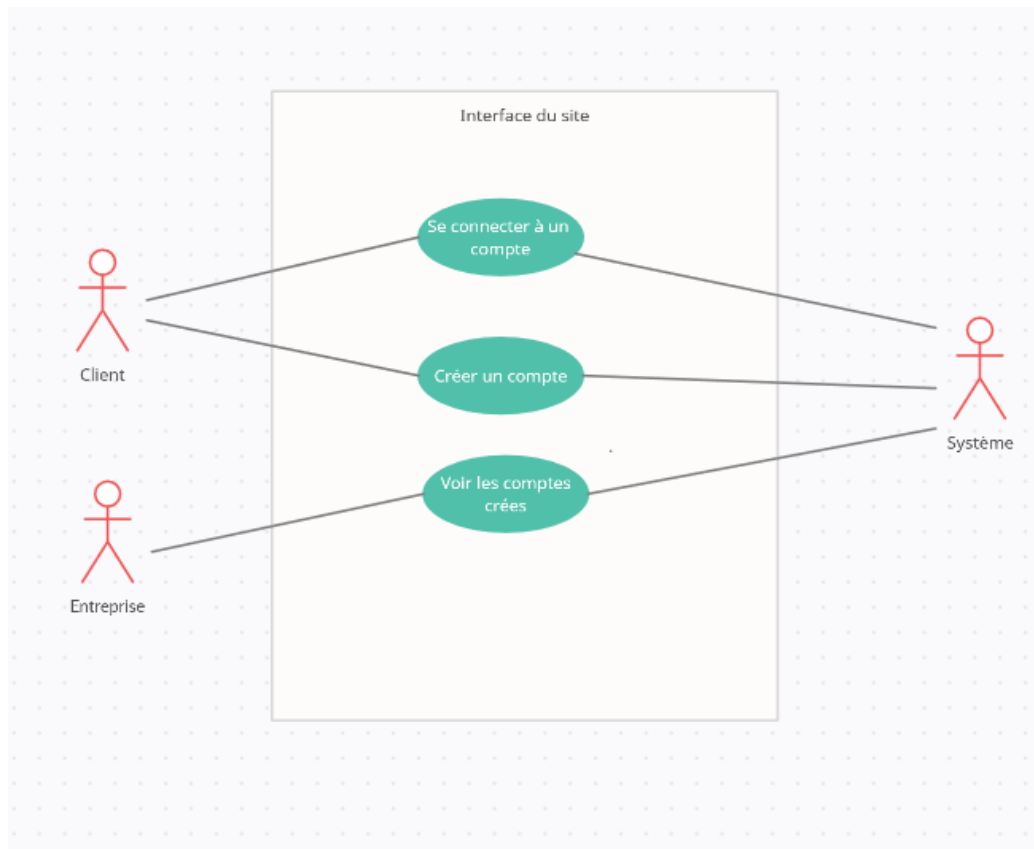 Interface du site
Se connecter à un
compte
Client
Créer un compte
Système
Voir les comptes
crées
Entreprise